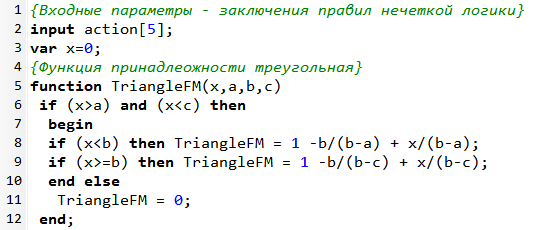 1 {Входные параметры - заключения правил нечеткой логики}
2 input action[5];
3 var x=0;
4 {Функция принадлеожности треугольная}
5 function TriangleFM(x,a,b,c)
6 if (x>a) and (x<c) then
7 begin
8 if (x<b) then TriangleFM = 1 -b/(b-a) + x/(b-a);
9 if (x>=b) then TriangleFM = 1 -b/(b-c) + x/(b-c);
10 end else
11 TriangleFM = 0;
12 end;